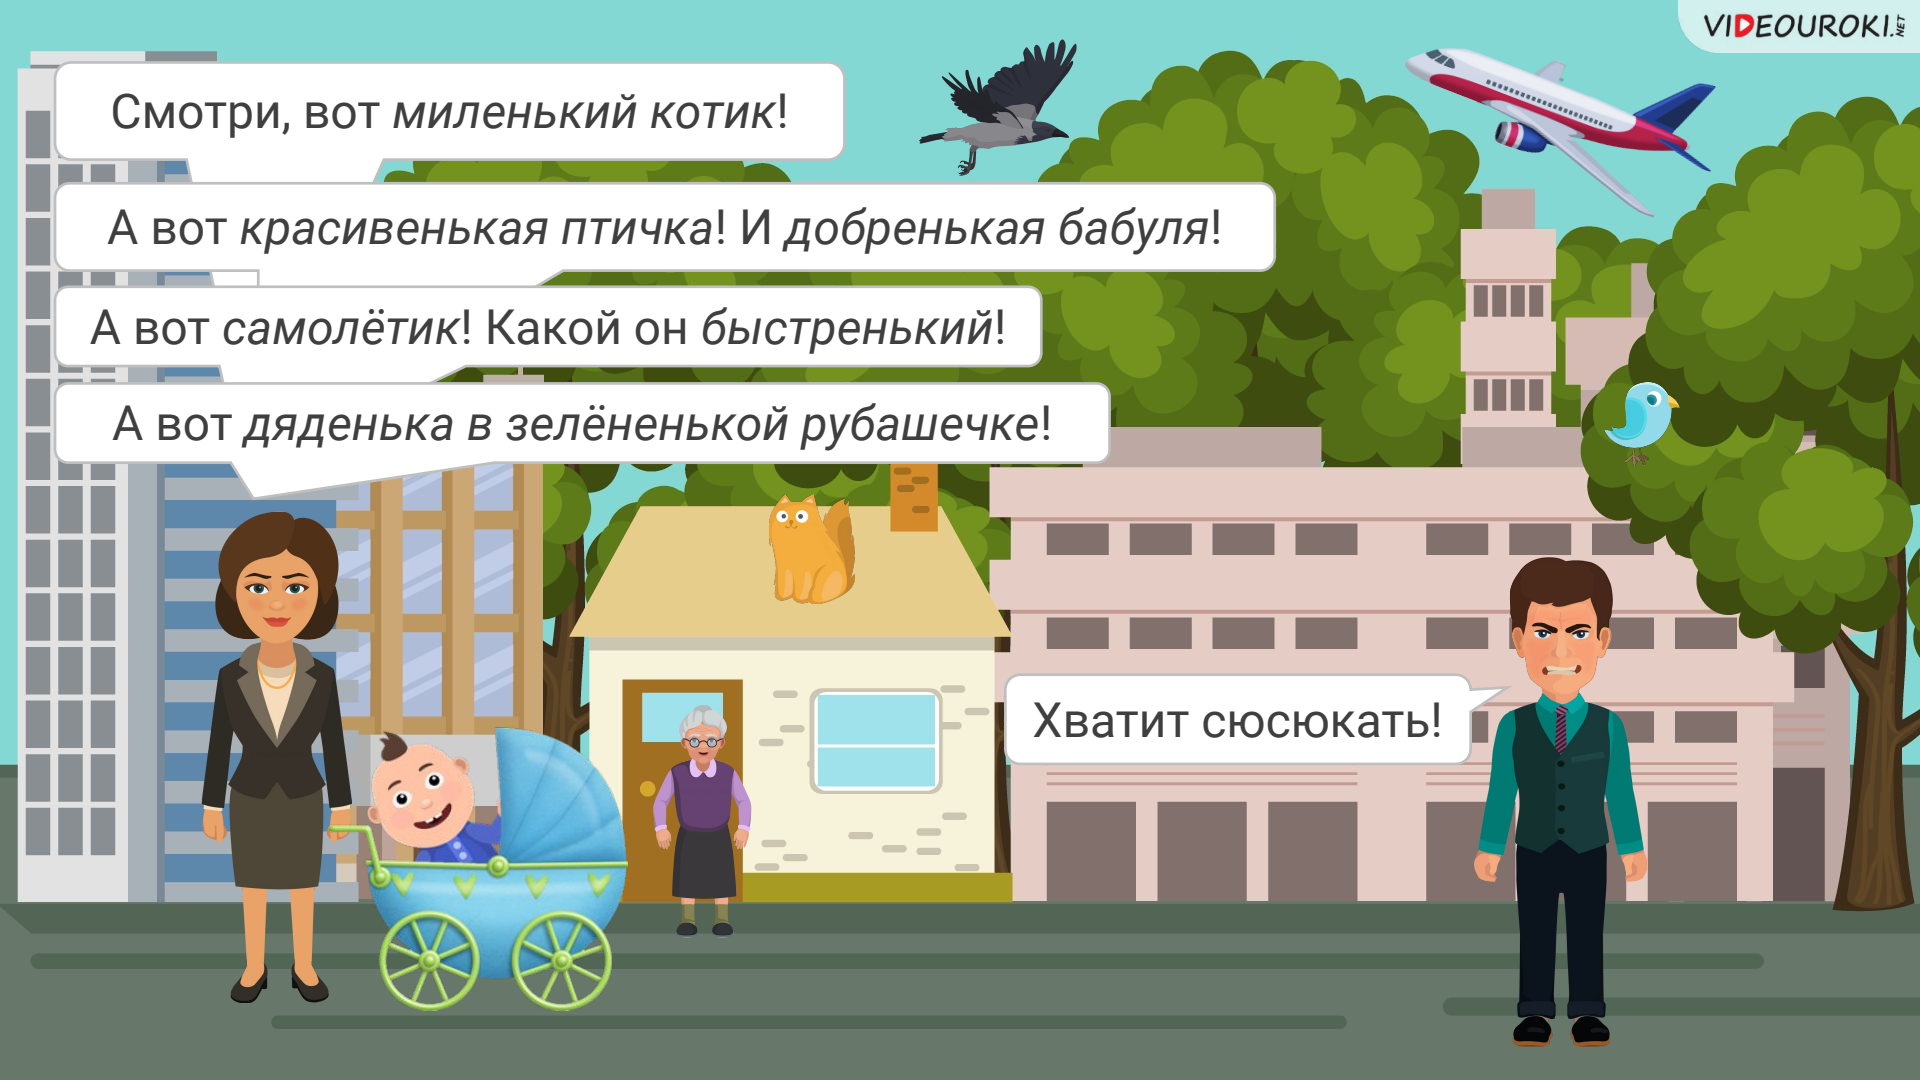 VIDEOUROKI.NET
Смотри, вот миленький котик!
А вот красивенькая птичка! И добренькая бабуля!
А вот самолётик! Какой он быстренький!
А вот дяденька в зелёненькой рубашечке!
Хватит сюсюкать!